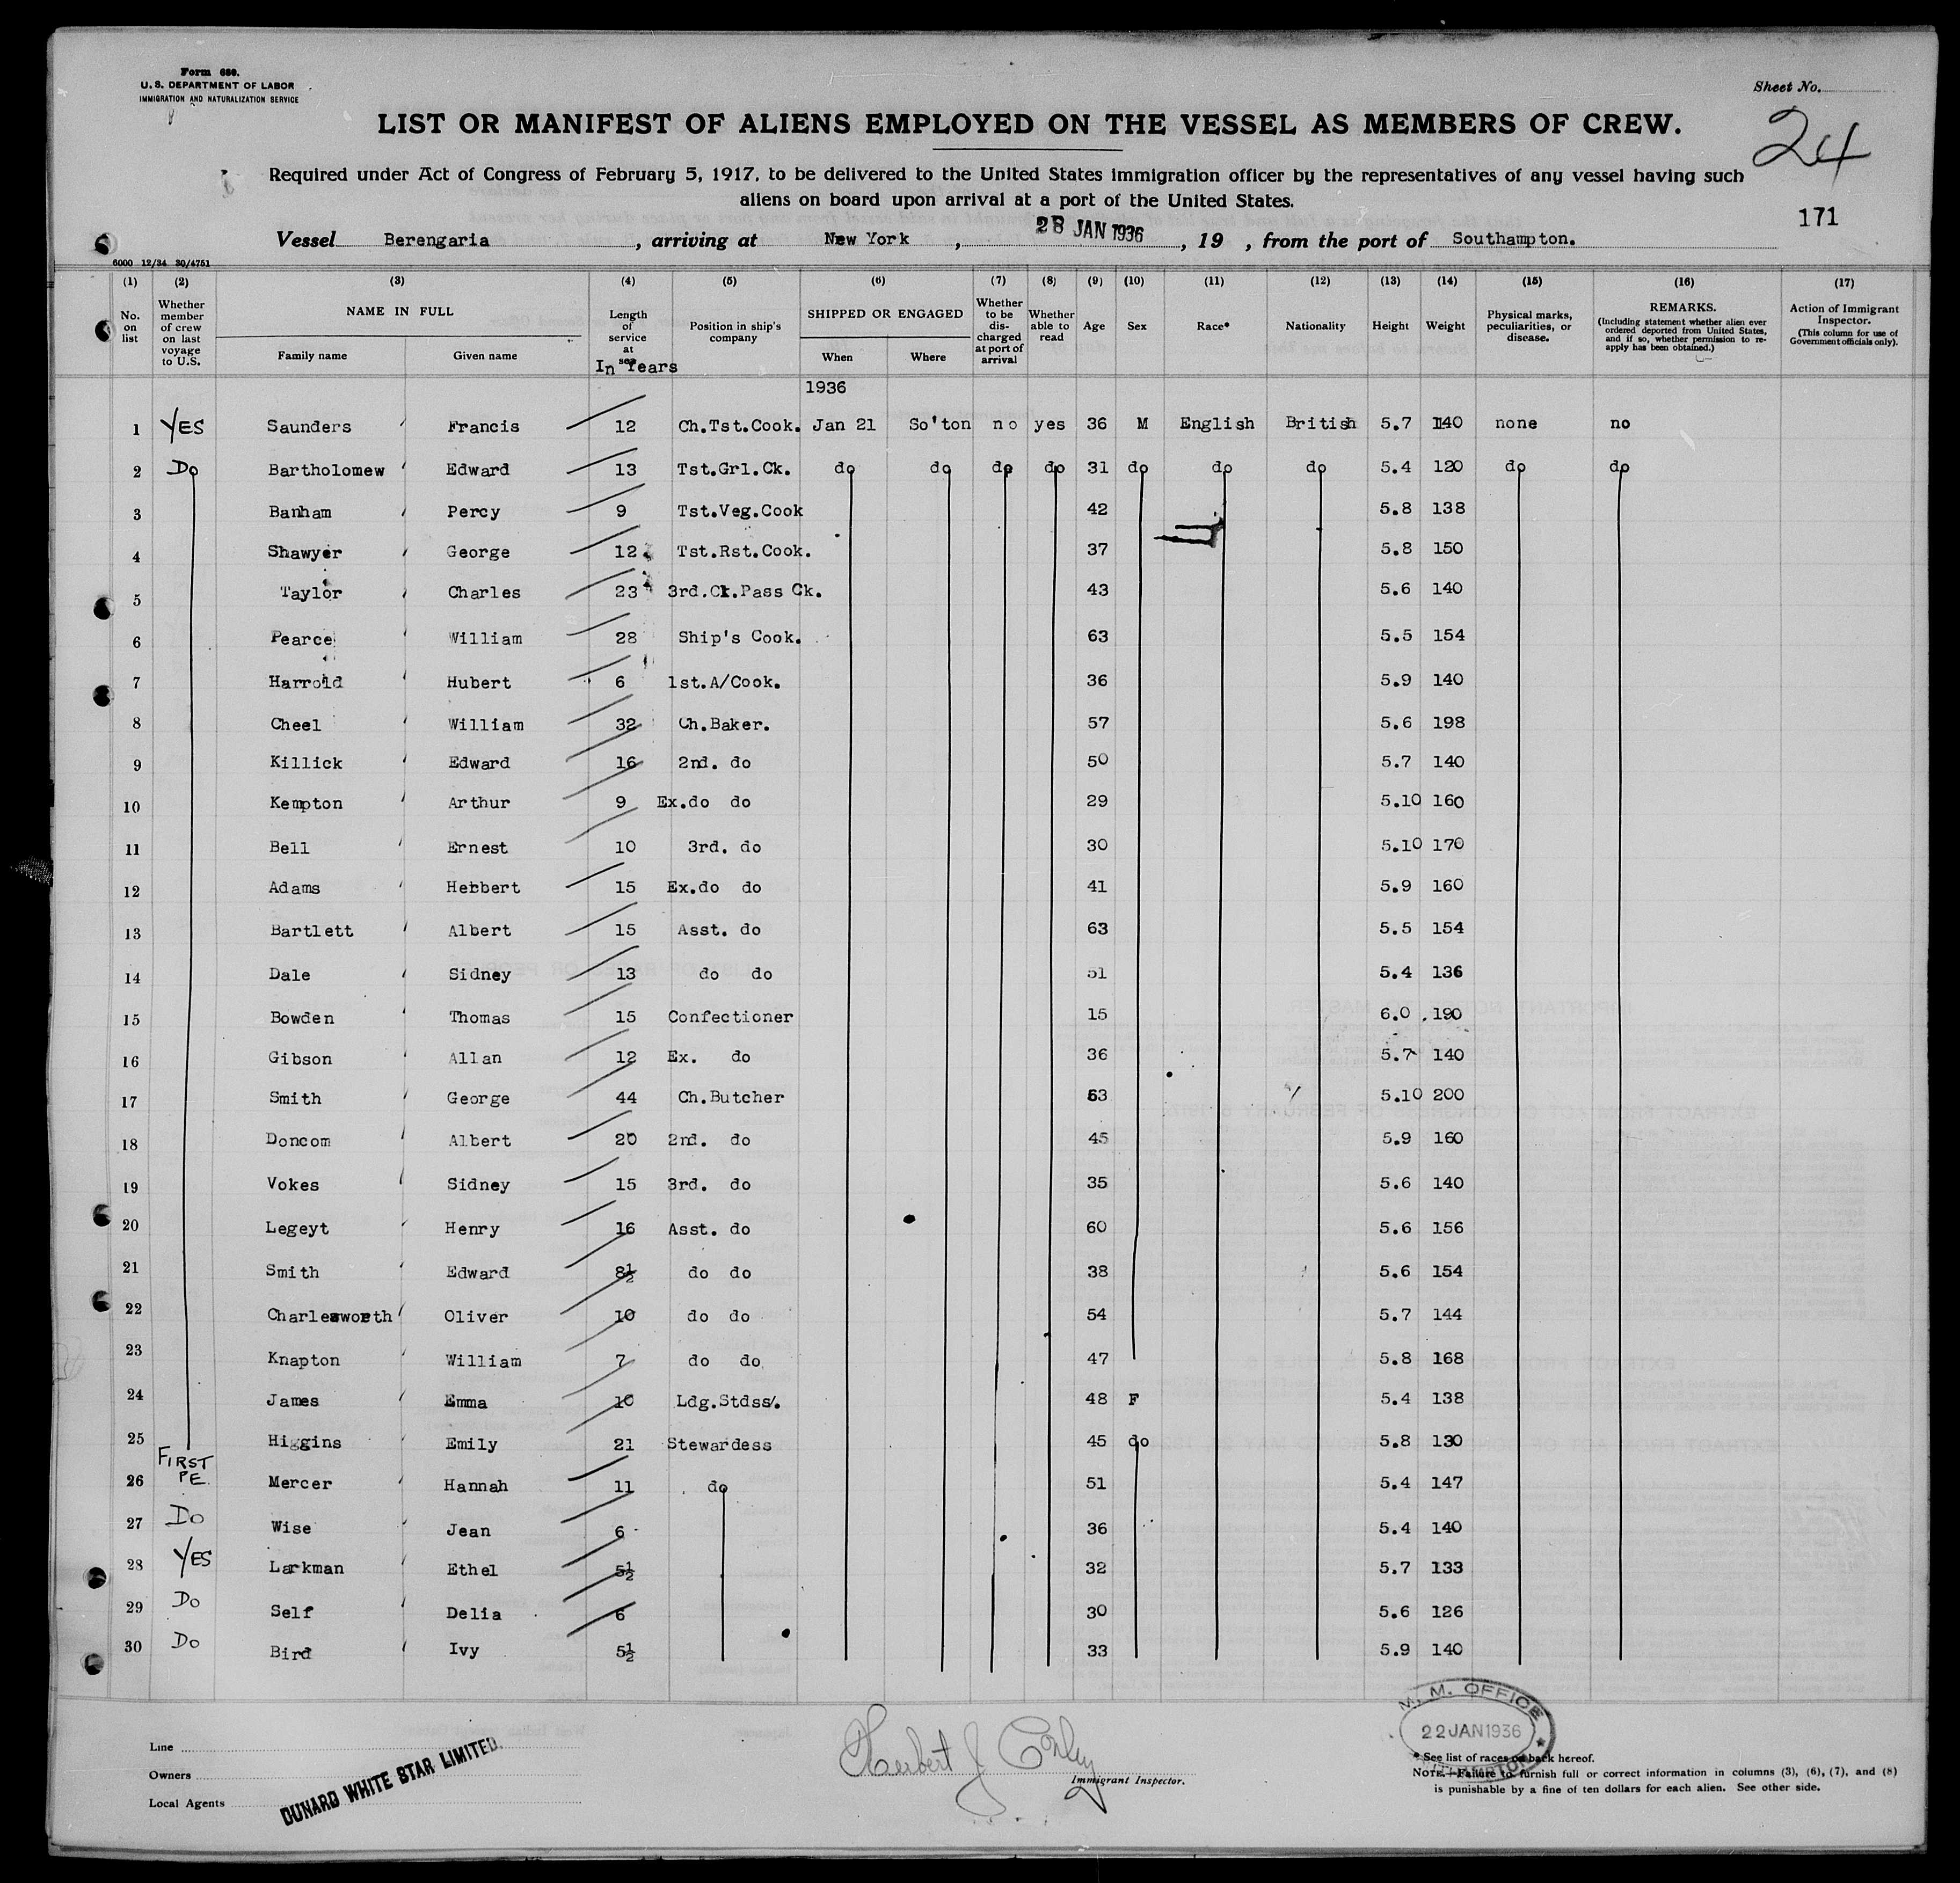 Form 680.
U. S. DEPARTMENT OF LABOR
IMMIGRATION AND NATURALIZATION SERVICE
Sheet No.
LIST OR MANIFEST OF ALIENS EMPLOYED ON THE VESSEL AS MEMBERS OF CREW.
24
Required under Act of Congress of February 5, 1917, to be delivered to the United States immigration officer by the representatives of any vessel having such
aliens on board upon arrival at a port of the United States.
171
Vessel Berengaria, arriving at New York, 28 JAN 1936, 19 , from the port of Southampton.
6000 12/34 30/4751
(1) (2) (3) (4) (5) (6) (7) (8) (9) (10) (11) (12) (13) (14) (15) (16) (17)
No. on list
Whether member of crew on last voyage to U.S.
NAME IN FULL
Family name
Given name
Length of service at sea
In Years
Position in ship's company
SHIPPED OR ENGAGED
When
Where
Whether to be discharged at port of arrival
Whether able to read
Age
Sex
Race*
Nationality
Height
Weight
Physical marks, peculiarities, or disease.
REMARKS.
(Including statement whether alien ever ordered deported from United States, and if so, whether permission to reapply has been obtained.)
Action of Immigrant Inspector.
(This column for use of Government officials only).
1936
1 YES Saunders Francis 12 Ch.Tst.Cook. Jan 21 So'ton no yes 36 M English British 5.7 140 none no
2 Do Bartholomew Edward 13 Tst.Grl.Ck. do do do do 31 do do do 5.4 120 do do
3 Banham Percy 9 Tst.Veg.Cook 42 5.8 138
4 Shawyer George 12 Tst.Rst.Cook. 37 5.8 150
5 Taylor Charles 23 3rd.Ck.Pass Ck. 43 5.6 140
6 Pearce William 28 Ship's Cook. 63 5.5 154
7 Harrold Hubert 6 1st.A/Cook. 36 5.9 140
8 Cheel William 32 Ch.Baker. 57 5.6 198
9 Killick Edward 16 2nd. do 50 5.7 140
10 Kempton Arthur 9 Ex.do do 29 5.10 160
11 Bell Ernest 10 3rd. do 30 5.10 170
12 Adams Herbert 15 Ex.do do 41 5.9 160
13 Bartlett Albert 15 Asst. do 63 5.5 154
14 Dale Sidney 13 do do 51 5.4 136
15 Bowden Thomas 15 Confectioner 15 6.0 190
16 Gibson Allan 12 Ex. do 36 5.7 140
17 Smith George 44 Ch.Butcher 63 5.10 200
18 Doncom Albert 20 2nd. do 45 5.9 160
19 Vokes Sidney 15 3rd. do 35 5.6 140
20 Legeyt Henry 16 Asst. do 60 5.6 156
21 Smith Edward 8½ do do 38 5.6 154
22 Charlesworth Oliver 10 do do 54 5.7 144
23 Knapton William 7 do do 47 5.8 168
24 James Emma 10 Ldg.Stdss. 48 F 5.4 138
25 Higgins Emily 21 Stewardess 45 do 5.8 130
26 FIRST PE. Mercer Hannah 11 do 51 5.4 147
27 Do Wise Jean 6 36 5.4 140
28 YES Larkman Ethel 5½ 32 5.7 133
29 Do Self Delia 6 30 5.6 126
30 Do Bird Ivy 5½ 33 5.9 140
Line
Owners
Local Agents
CUNARD WHITE STAR LIMITED.
Herbert J Conley
Immigrant Inspector.
M. M. OFFICE
22 JAN 1936
* See list of races on back hereof.
NOTE.—Failure to furnish full or correct information in columns (3), (6), (7), and (8)
is punishable by a fine of ten dollars for each alien. See other side.